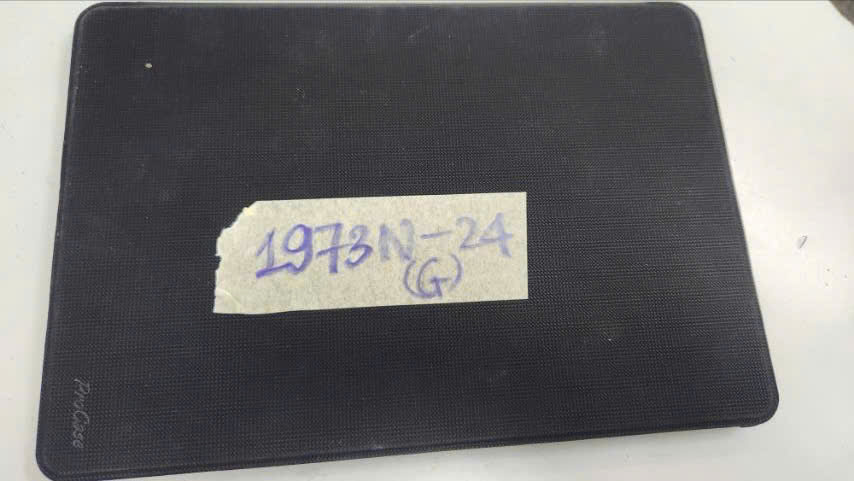 1973N-24
(G)
ProCase